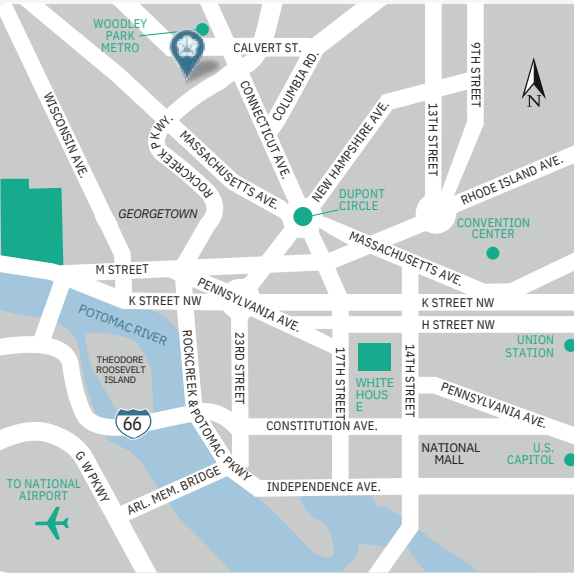 WOODLEY
PARK
METRO
CALVERT ST.
9TH STREET
N
WISCONSIN AVE.
CONNECTICUT AVE.
COLUMBIA RD.
13TH STREET
ROCKCREEK PKWY.
MASSACHUSETTS AVE.
NEW HAMPSHIRE AVE.
RHODE ISLAND AVE.
DUPONT
CIRCLE
GEORGETOWN
CONVENTION
CENTER
MASSACHUSETTS AVE.
M STREET
K STREET NW
PENNSYLVANIA AVE.
K STREET NW
H STREET NW
POTOMAC RIVER
UNION
STATION
THEODORE
ROOSEVELT
ISLAND
ROCKCREEK & POTOMAC PKWY
23RD STREET
17TH STREET
14TH STREET
WHITE
HOUS
E
PENNSYLVANIA AVE.
66
CONSTITUTION AVE.
NATIONAL
MALL
U.S.
CAPITOL
G W PKWY
TO NATIONAL
AIRPORT
ARL. MEM. BRIDGE
INDEPENDENCE AVE.